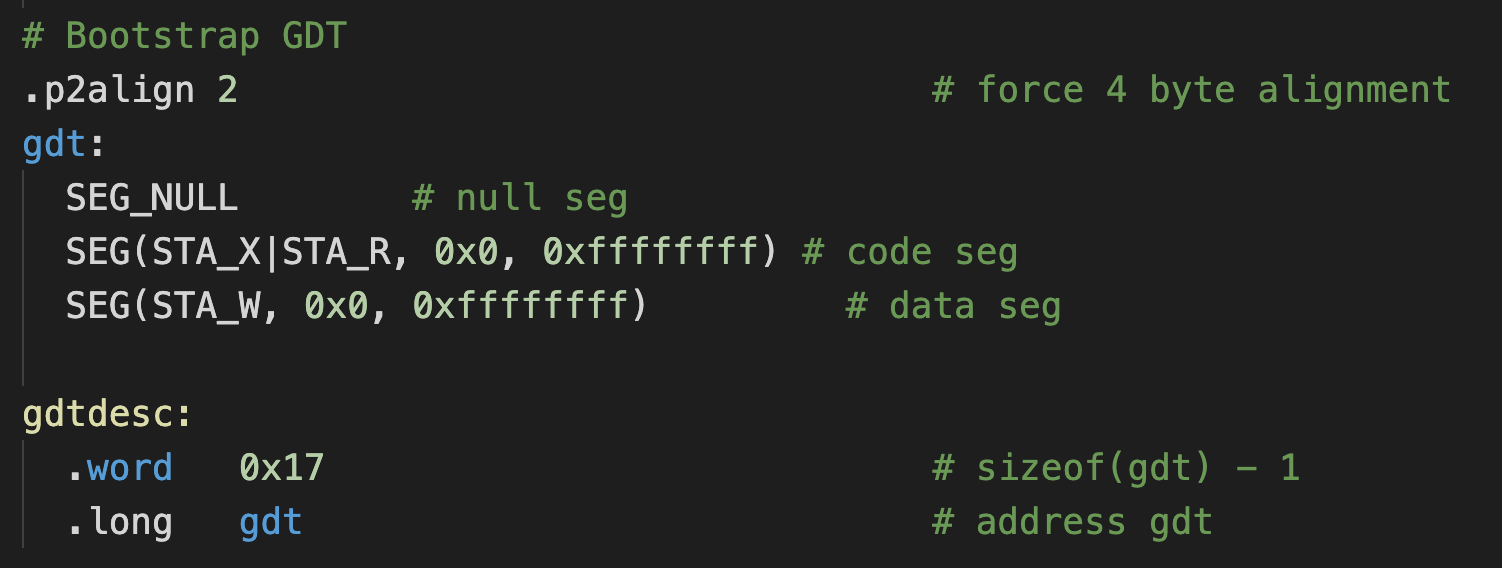 # Bootstrap GDT
.p2align 2                                # force 4 byte alignment
gdt:
  SEG_NULL        # null seg
  SEG(STA_X|STA_R, 0x0, 0xffffffff) # code seg
  SEG(STA_W, 0x0, 0xffffffff)         # data seg

gdtdesc:
  .word   0x17                            # sizeof(gdt) - 1
  .long   gdt                             # address gdt